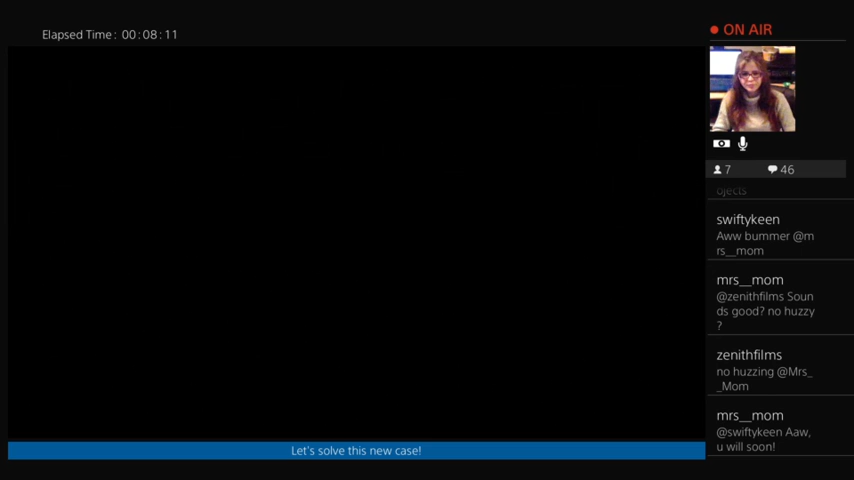 Elapsed Time: 00:08:11
ON AIR
7 46
ojects
swiftykeen
Aww bummer @m
rs__mom
mrs__mom
@zenithfilms Soun
ds good? no huzzy
?
zenithfilms
no huzzing @Mrs_
_Mom
mrs__mom
@swiftykeen Aaw,
u will soon!
Let's solve this new case!